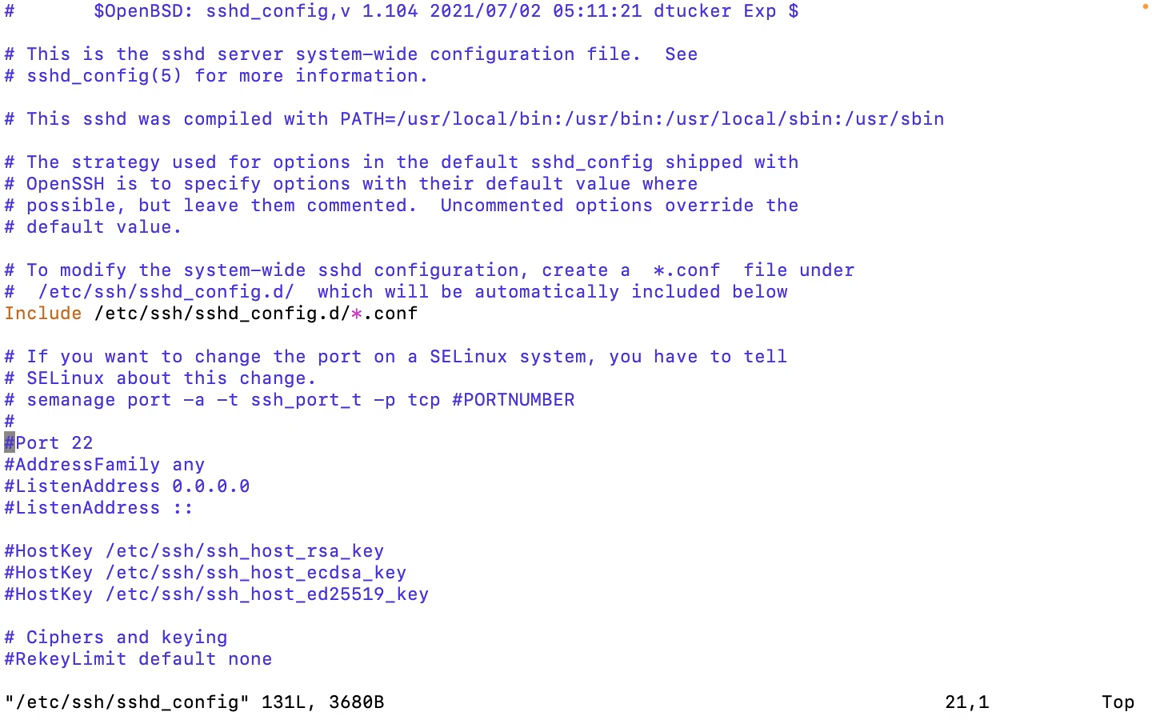 #       $OpenBSD: sshd_config,v 1.104 2021/07/02 05:11:21 dtucker Exp $
# This is the sshd server system-wide configuration file.  See
# sshd_config(5) for more information.
# This sshd was compiled with PATH=/usr/local/bin:/usr/bin:/usr/local/sbin:/usr/sbin
# The strategy used for options in the default sshd_config shipped with
# OpenSSH is to specify options with their default value where
# possible, but leave them commented.  Uncommented options override the
# default value.
# To modify the system-wide sshd configuration, create a  *.conf  file under
#  /etc/ssh/sshd_config.d/  which will be automatically included below
Include /etc/ssh/sshd_config.d/*.conf
# If you want to change the port on a SELinux system, you have to tell
# SELinux about this change.
# semanage port -a -t ssh_port_t -p tcp #PORTNUMBER
#
#Port 22
#AddressFamily any
#ListenAddress 0.0.0.0
#ListenAddress ::
#HostKey /etc/ssh/ssh_host_rsa_key
#HostKey /etc/ssh/ssh_host_ecdsa_key
#HostKey /etc/ssh/ssh_host_ed25519_key
# Ciphers and keying
#RekeyLimit default none
"/etc/ssh/sshd_config" 131L, 3680B 21,1 Top